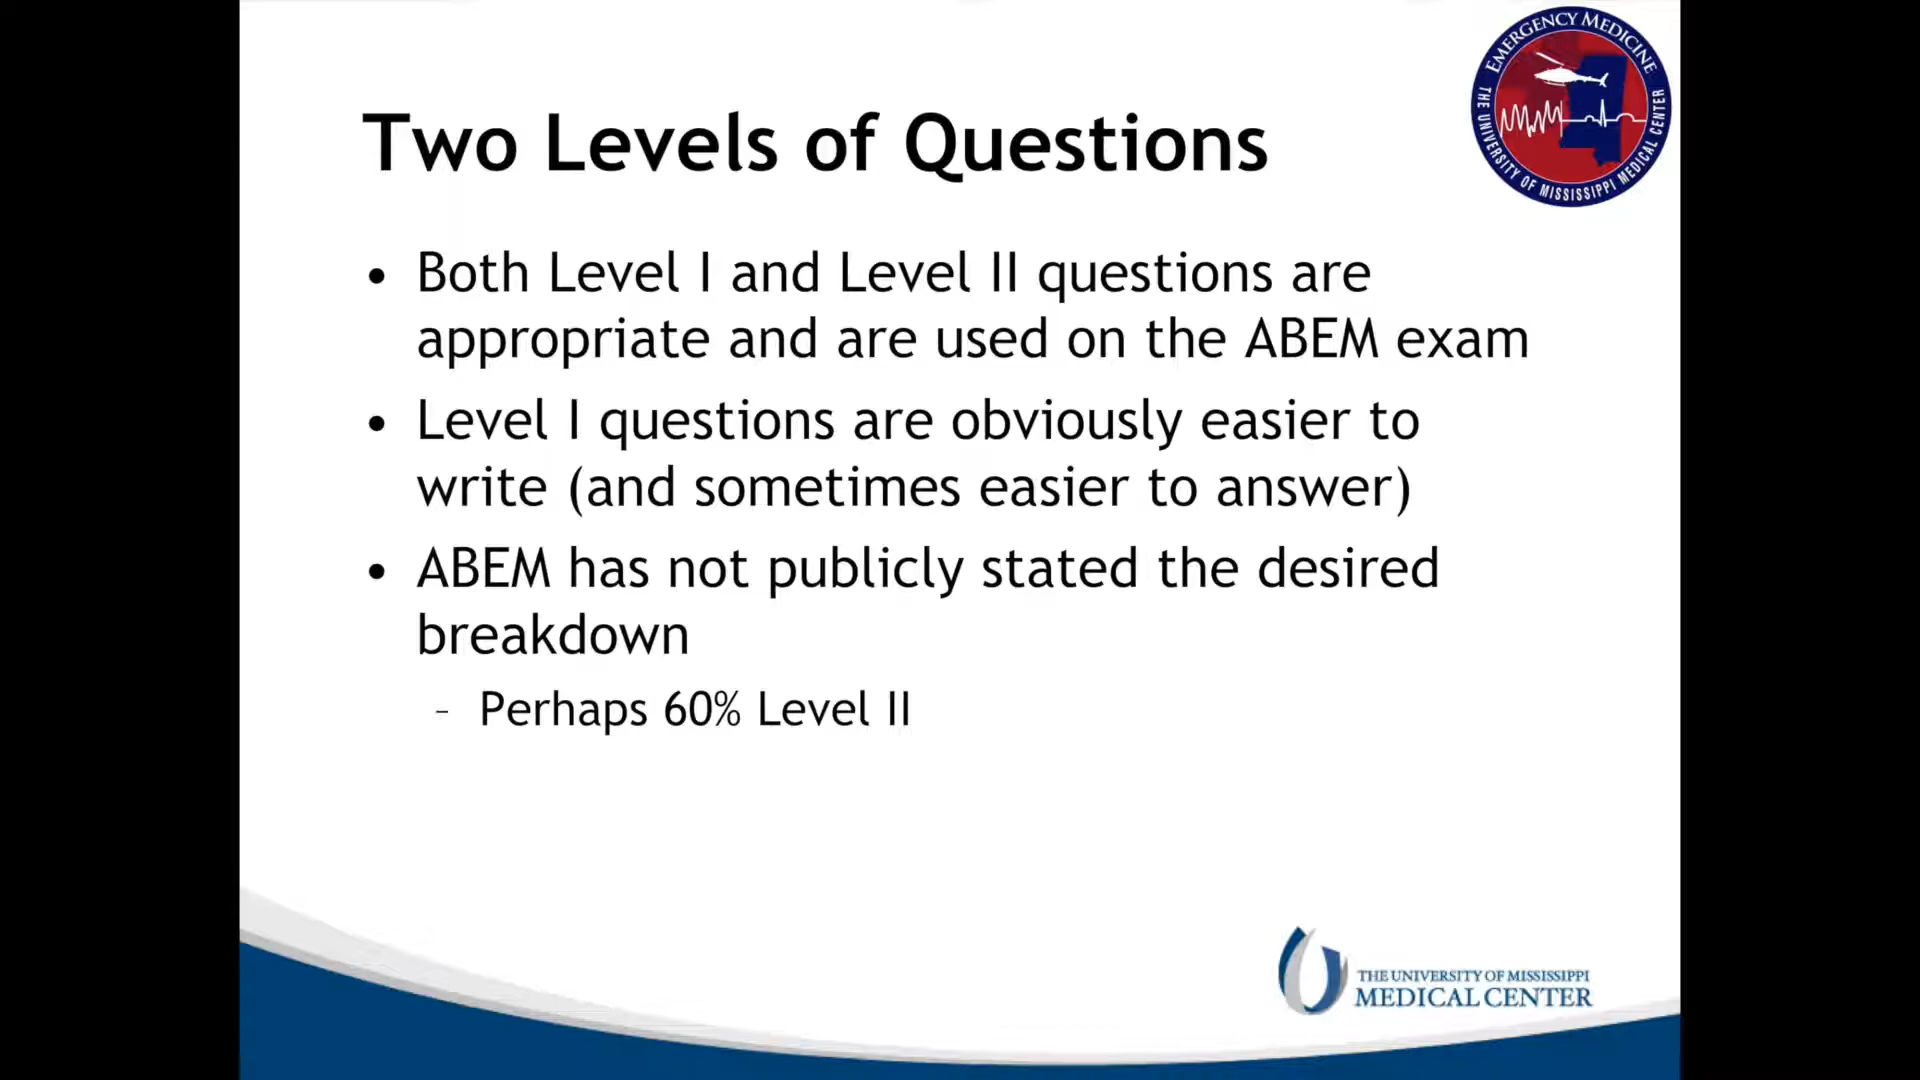 EMERGENCY MEDICINE
THE UNIVERSITY OF MISSISSIPPI MEDICAL CENTER
Two Levels of Questions
• Both Level I and Level II questions are
appropriate and are used on the ABEM exam
• Level I questions are obviously easier to
write (and sometimes easier to answer)
• ABEM has not publicly stated the desired
breakdown
– Perhaps 60% Level II
THE UNIVERSITY OF MISSISSIPPI
MEDICAL CENTER